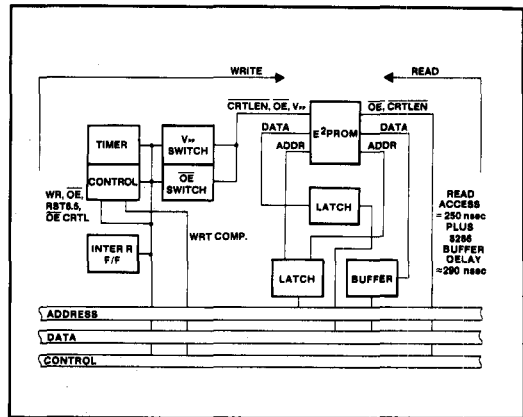 WRITE
READ
CRTLEN, OE, VPP
OE, CRTLEN
DATA
DATA
ADDR
ADDR
E2PROM
TIMER
VPP
SWITCH
CONTROL
OE
SWITCH
WR, OE,
RST6.5,
OE CRTL
WRT COMP.
INTER R
F/F
LATCH
LATCH
BUFFER
READ
ACCESS
= 250 nsec
PLUS
8286
BUFFER
DELAY
≈290 nsec
ADDRESS
DATA
CONTROL